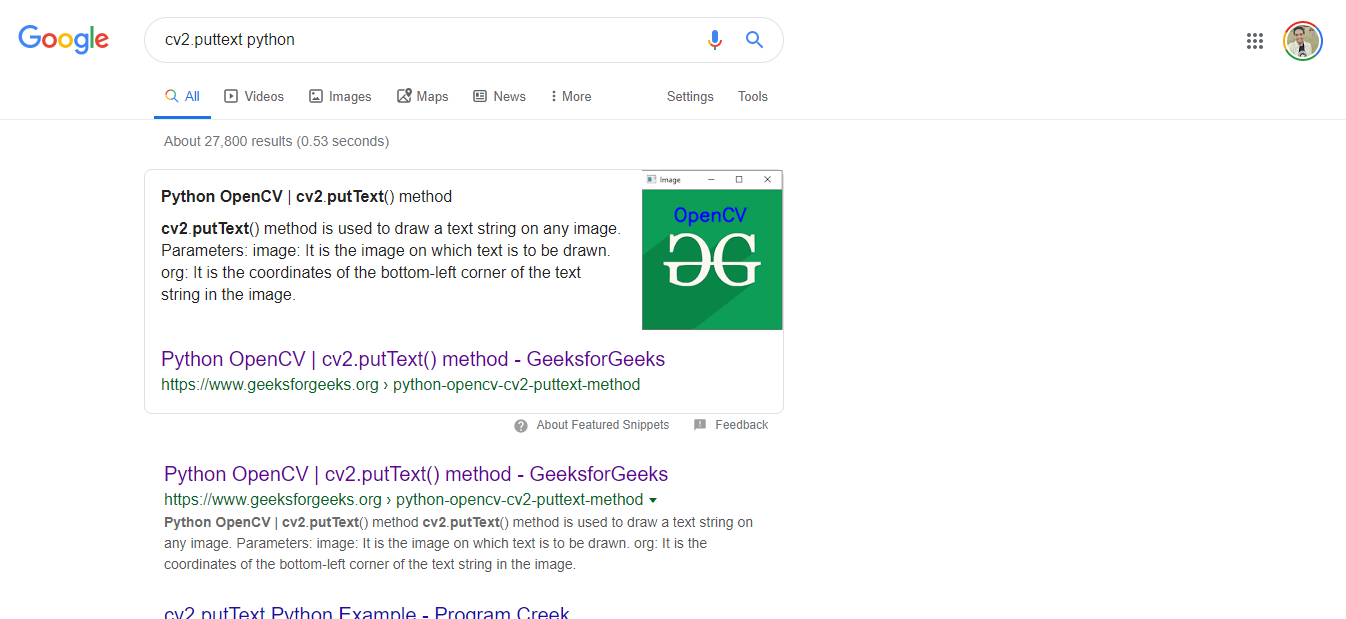 Google
cv2.puttext python
All Videos Images Maps News More Settings Tools
About 27,800 results (0.53 seconds)
Python OpenCV | cv2.putText() method
cv2.putText() method is used to draw a text string on any image.
Parameters: image: It is the image on which text is to be drawn.
org: It is the coordinates of the bottom-left corner of the text
string in the image.
Image
OpenCV
Python OpenCV | cv2.putText() method - GeeksforGeeks
https://www.geeksforgeeks.org › python-opencv-cv2-puttext-method
About Featured Snippets Feedback
Python OpenCV | cv2.putText() method - GeeksforGeeks
https://www.geeksforgeeks.org › python-opencv-cv2-puttext-method
Python OpenCV | cv2.putText() method cv2.putText() method is used to draw a text string on
any image. Parameters: image: It is the image on which text is to be drawn. org: It is the
coordinates of the bottom-left corner of the text string in the image.
cv2.putText Python Example - Program Creek